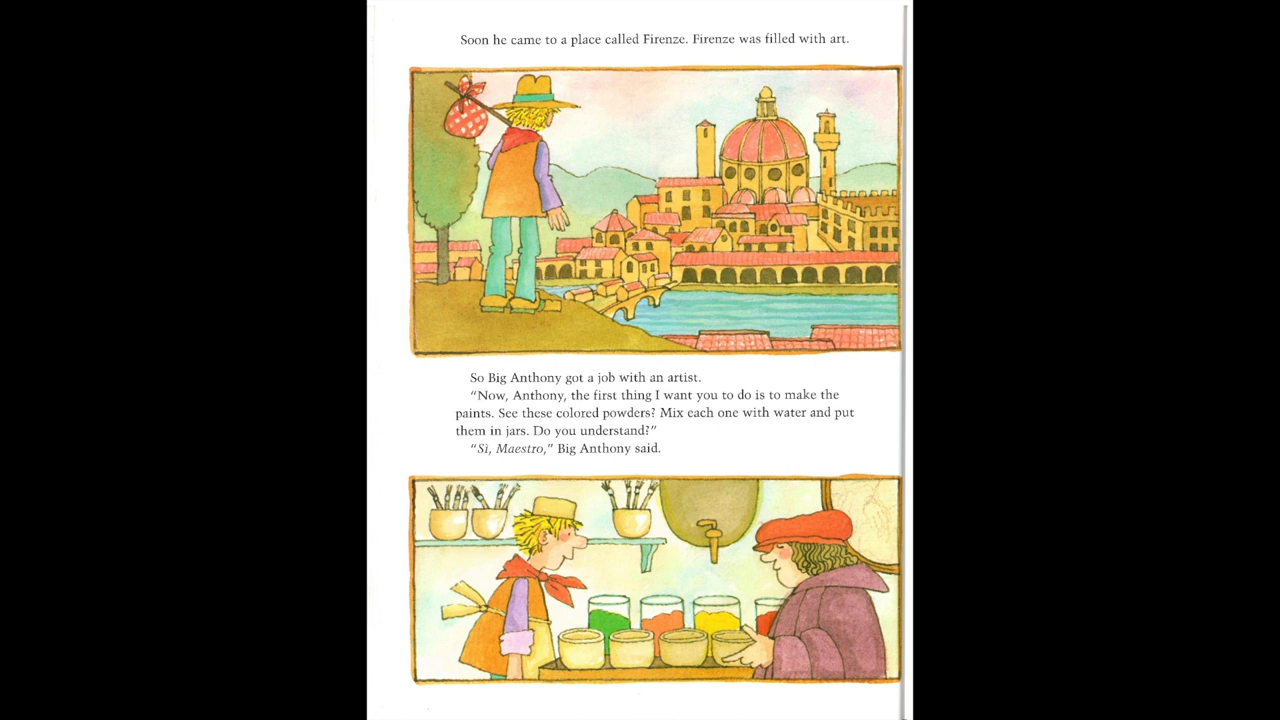 Soon he came to a place called Firenze. Firenze was filled with art.
So Big Anthony got a job with an artist.
“Now, Anthony, the first thing I want you to do is to make the
paints. See these colored powders? Mix each one with water and put
them in jars. Do you understand?”
“Sì, Maestro,” Big Anthony said.